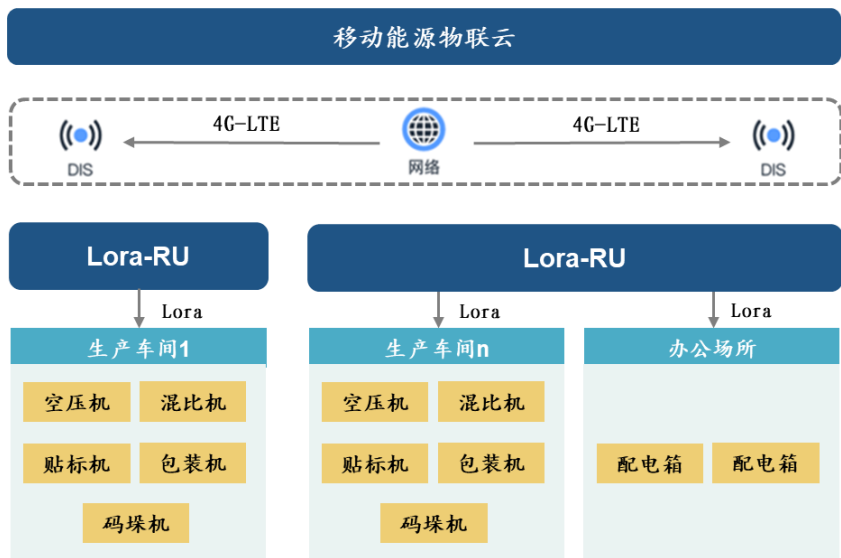 移动能源物联云
4G-LTE 4G-LTE
DIS 网络 DIS
Lora-RU Lora-RU
Lora Lora Lora
生产车间1 生产车间n 办公场所
空压机 混比机 空压机 混比机
贴标机 包装机 贴标机 包装机 配电箱 配电箱
码垛机 码垛机